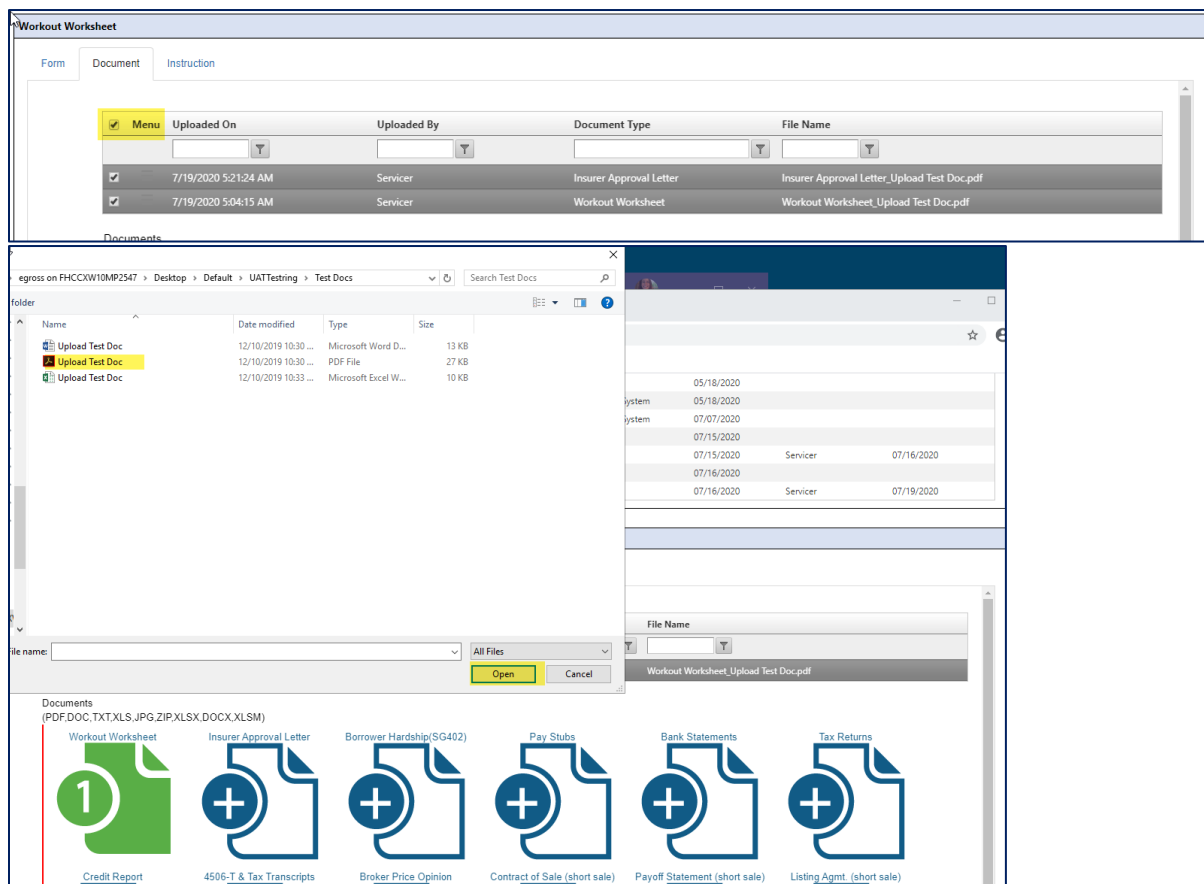 Workout Worksheet
Form Document Instruction
Menu Uploaded On Uploaded By Document Type File Name
7/19/2020 5:21:24 AM Servicer Insurer Approval Letter Insurer Approval Letter_Upload Test Doc.pdf
7/19/2020 5:04:15 AM Servicer Workout Worksheet Workout Worksheet_Upload Test Doc.pdf
Documents
egross on FHCCXW10MP2547 > Desktop > Default > UATTestring > Test Docs Search Test Docs
folder
Name Date modified Type Size
Upload Test Doc 12/10/2019 10:30 ... Microsoft Word D... 13 KB
Upload Test Doc 12/10/2019 10:30 ... PDF File 27 KB
Upload Test Doc 12/10/2019 10:33 ... Microsoft Excel W... 10 KB
05/18/2020
System 05/18/2020
System 07/07/2020
07/15/2020
07/15/2020 Servicer 07/16/2020
07/16/2020
07/16/2020 Servicer 07/19/2020
File Name
File name: All Files
Open Cancel
Workout Worksheet_Upload Test Doc.pdf
Documents
(PDF,DOC,TXT,XLS,JPG,ZIP,XLSX,DOCX,XLSM)
Workout Worksheet Insurer Approval Letter Borrower Hardship(SG402) Pay Stubs Bank Statements Tax Returns
1
Credit Report 4506-T & Tax Transcripts Broker Price Opinion Contract of Sale (short sale) Payoff Statement (short sale) Listing Agmt. (short sale)